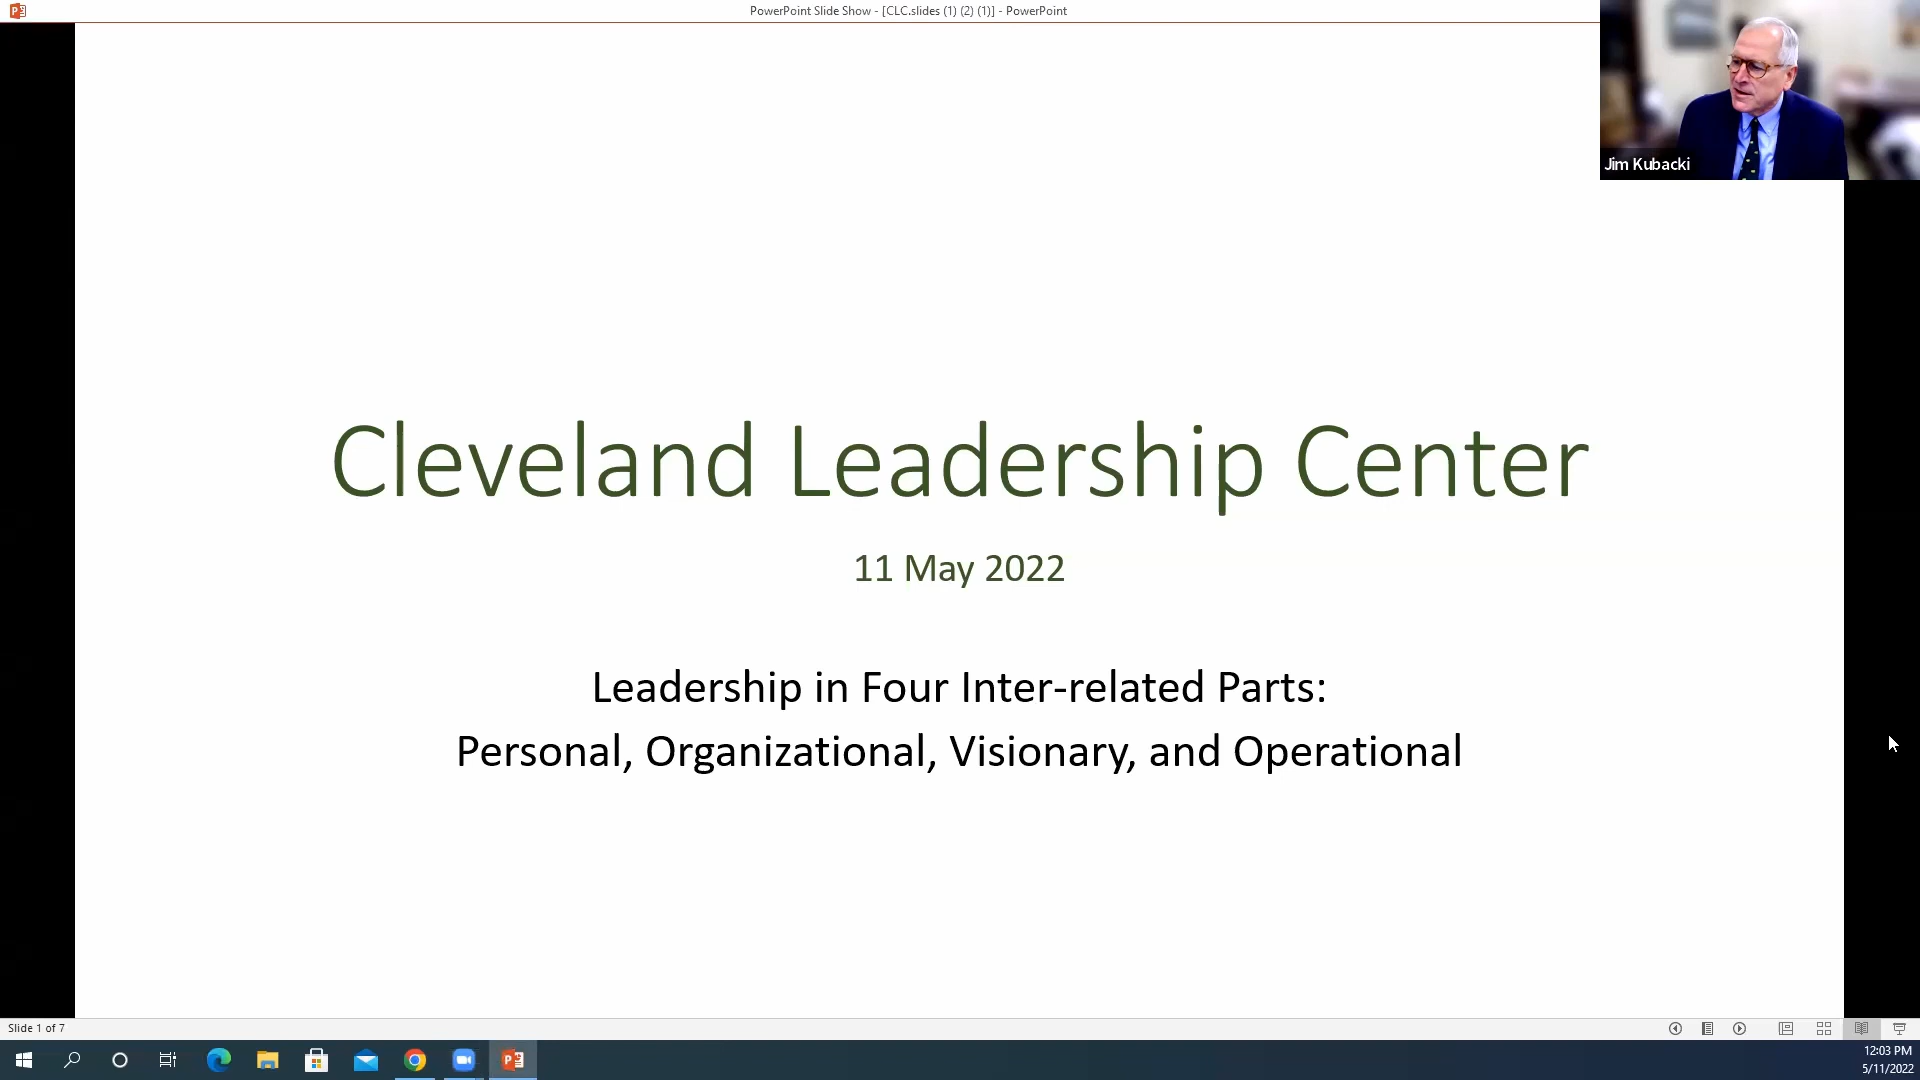 PowerPoint Slide Show - [CLC.slides (1) (2) (1)] - PowerPoint
Jim Kubacki
Cleveland Leadership Center
11 May 2022
Leadership in Four Inter-related Parts:
Personal, Organizational, Visionary, and Operational
Slide 1 of 7
12:03 PM
5/11/2022